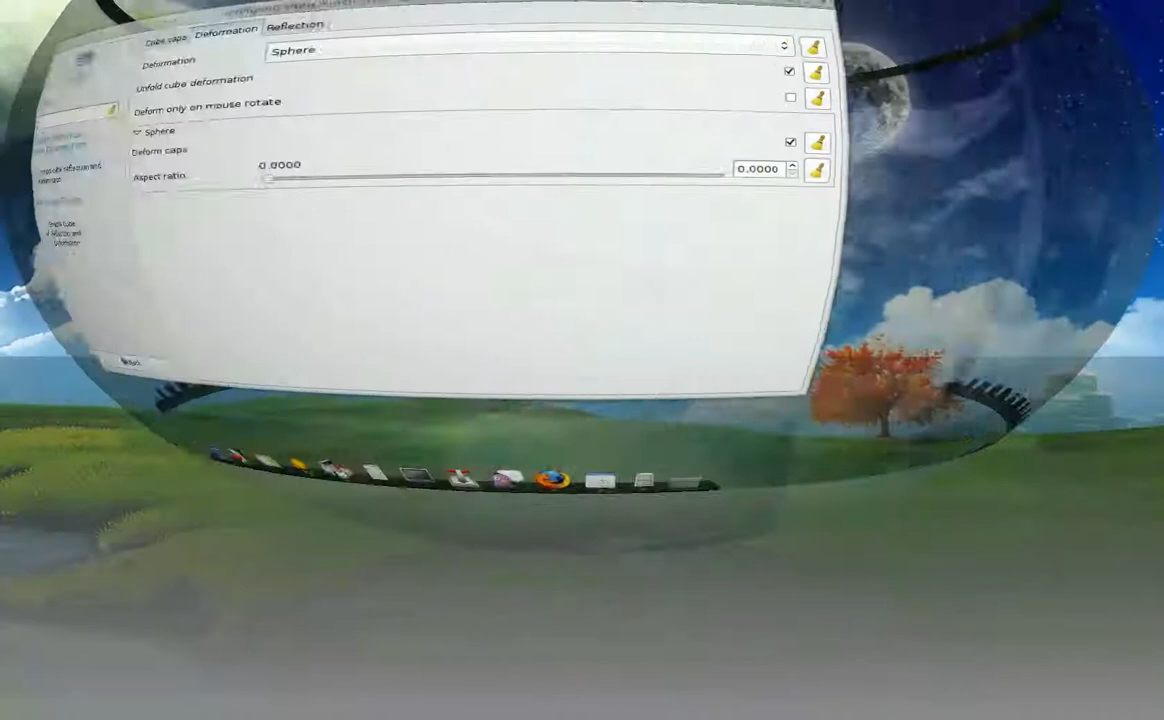 Cube caps Deformation Reflection
Deformation Sphere
Unfold cube deformation
Deform only on mouse rotate
Sphere
Deform caps
Aspect ratio 0.0000 0.0000